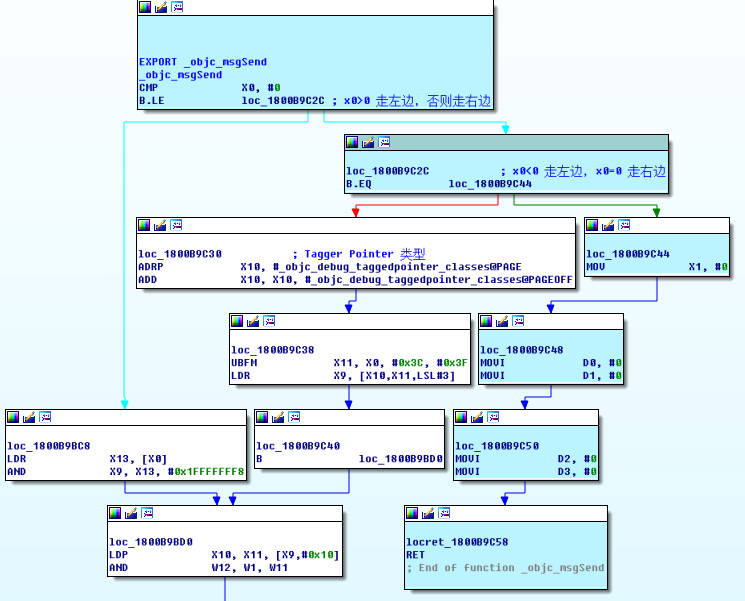 EXPORT _objc_msgSend
_objc_msgSend
CMP X0, #0
B.LE loc_1800B9C2C ; x0>0 走左边，否则走右边
loc_1800B9C2C ; x0<0 走左边，x0=0 走右边
B.EQ loc_1800B9C44
loc_1800B9C30 ; Tagger Pointer 类型
ADRP X10, #_objc_debug_taggedpointer_classes@PAGE
ADD X10, X10, #_objc_debug_taggedpointer_classes@PAGEOFF
loc_1800B9C44
MOV X1, #0
loc_1800B9C38
UBFM X11, X0, #0x3C, #0x3F
LDR X9, [X10,X11,LSL#3]
loc_1800B9C48
MOVI D0, #0
MOVI D1, #0
loc_1800B9BC8
LDR X13, [X0]
AND X9, X13, #0x1FFFFFFF8
loc_1800B9C40
B loc_1800B9BD0
loc_1800B9C50
MOVI D2, #0
MOVI D3, #0
loc_1800B9BD0
LDP X10, X11, [X9,#0x10]
AND W12, W1, W11
locret_1800B9C58
RET
; End of function _objc_msgSend